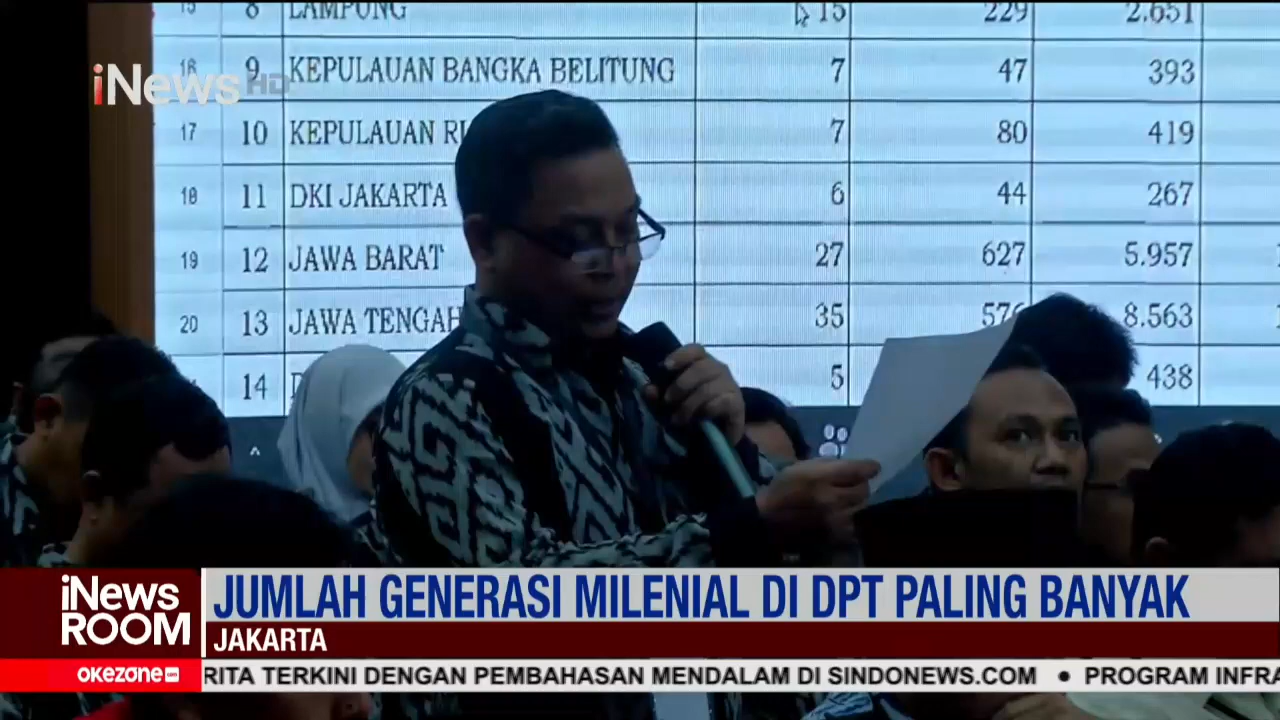 15 8 LAMPUNG 15 229 2.651
16 9 KEPULAUAN BANGKA BELITUNG 7 47 393
iNews HD
17 10 KEPULAUAN RI 7 80 419
18 11 DKI JAKARTA 6 44 267
19 12 JAWA BARAT 27 627 5.957
20 13 JAWA TENGAH 35 576 8.563
14 5 438
iNews ROOM
JUMLAH GENERASI MILENIAL DI DPT PALING BANYAK
JAKARTA
OKEZONE
RITA TERKINI DENGAN PEMBAHASAN MENDALAM DI SINDONEWS.COM • PROGRAM INFRA